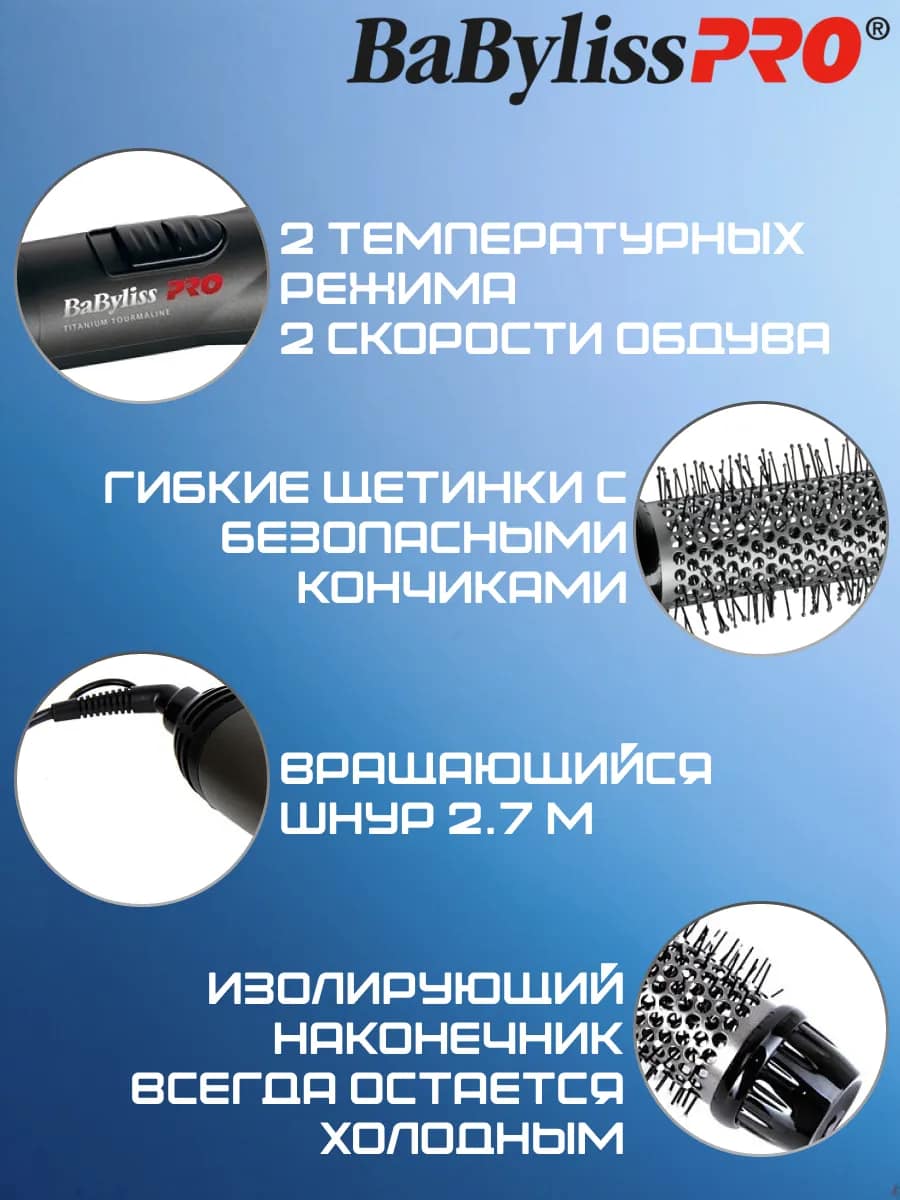 BaBylissPRO®
2 ТЕМПЕРАТУРНЫХ
РЕЖИМА
2 СКОРОСТИ ОБДУВА
BaByliss PRO
TITANIUM TOURMALINE
ГИБКИЕ ЩЕТИНКИ С
БЕЗОПАСНЫМИ
КОНЧИКАМИ
ВРАЩАЮЩИЙСЯ
ШНУР 2.7 М
ИЗОЛИРУЮЩИЙ
НАКОНЕЧНИК
ВСЕГДА ОСТАЕТСЯ
ХОЛОДНЫМ